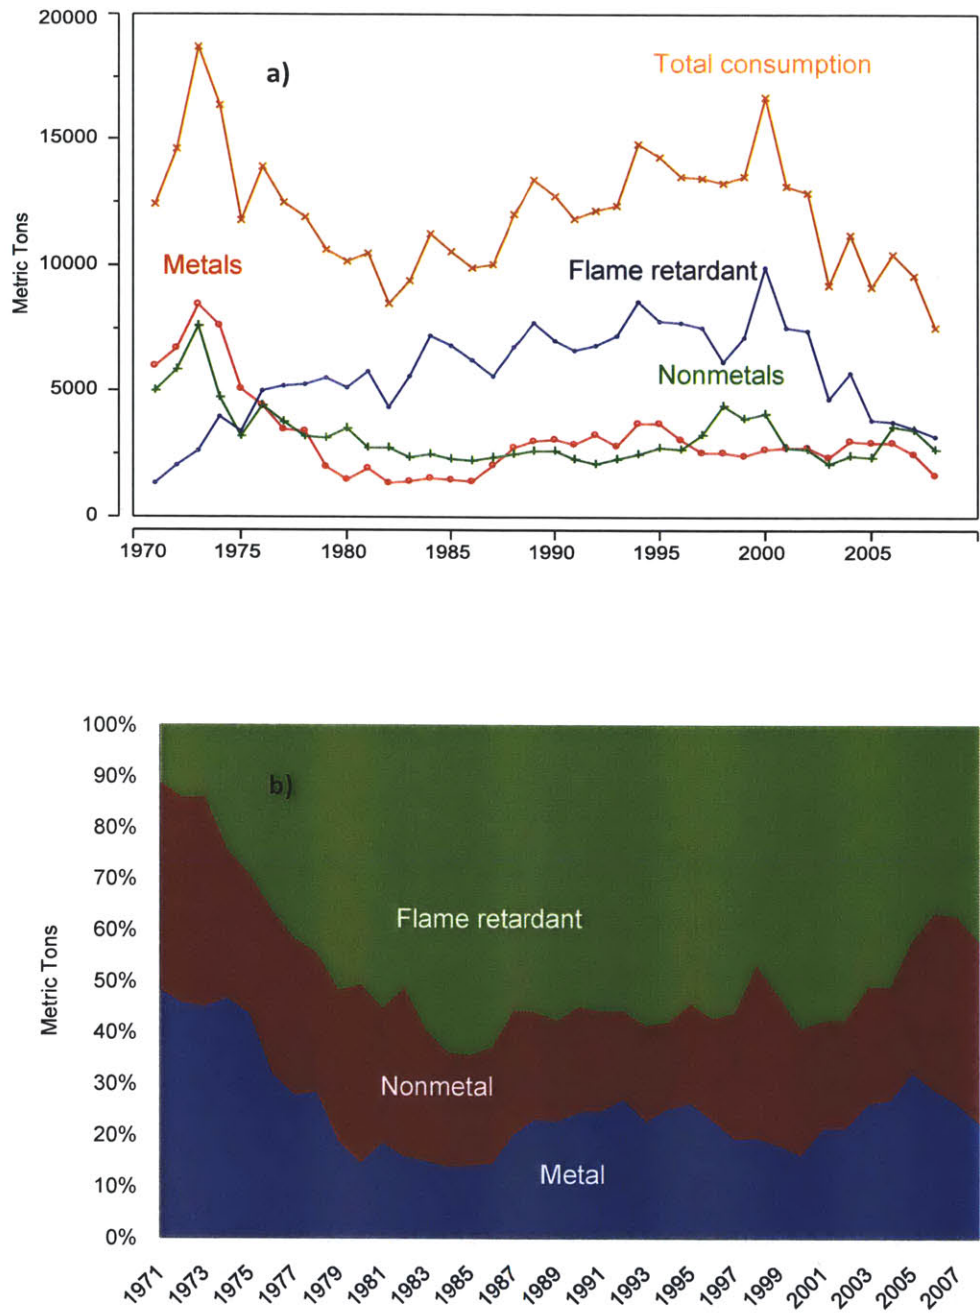 20000
a)
Total consumption
15000
Metric Tons
Metals
10000
Flame retardant
Nonmetals
5000
0
1970 1975 1980 1985 1990 1995 2000 2005
100%
90%
b)
80%
70%
Flame retardant
60%
Metric Tons
50%
40%
Nonmetal
30%
20%
Metal
10%
0%
1971 1973 1975 1977 1979 1981 1983 1985 1987 1989 1991 1993 1995 1997 1999 2001 2003 2005 2007